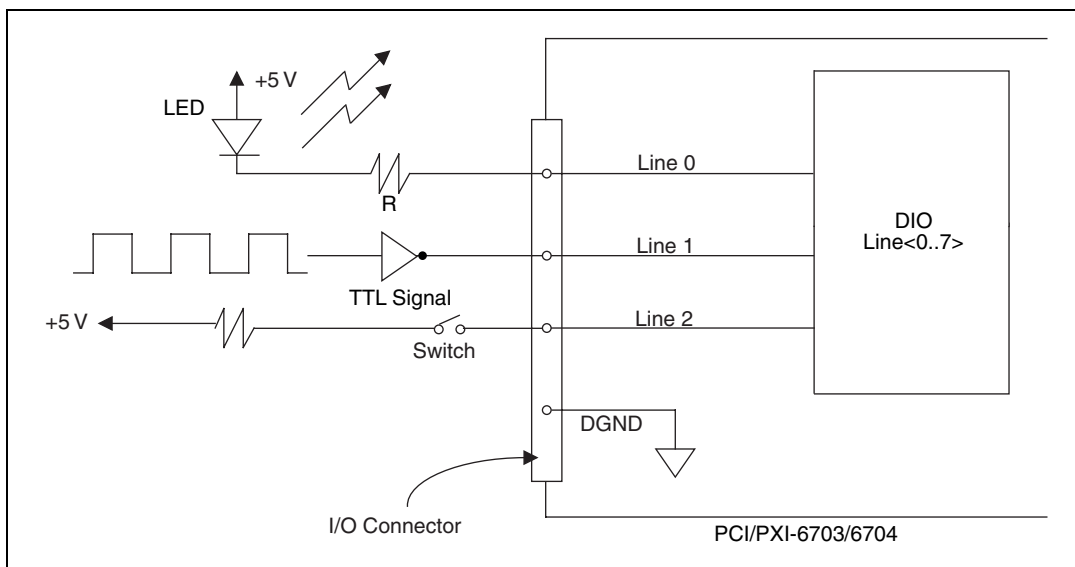 +5 V
LED
R
Line 0
DIO
Line<0..7>
Line 1
TTL Signal
+5 V
Line 2
Switch
DGND
I/O Connector
PCI/PXI-6703/6704